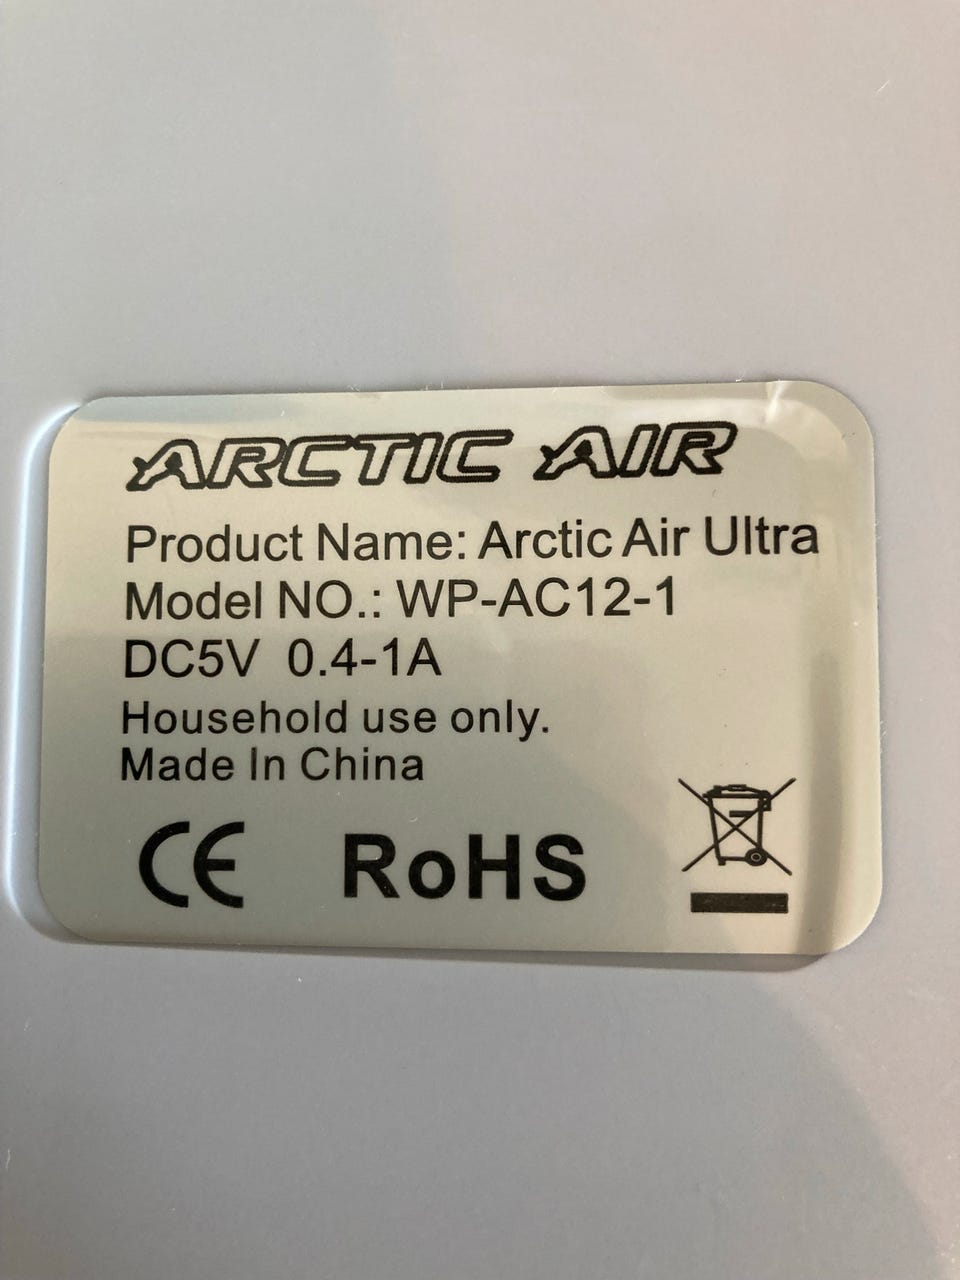 ARCTIC AIR
Product Name: Arctic Air Ultra
Model NO.: WP-AC12-1
DC5V 0.4-1A
Household use only.
Made In China
CE RoHS